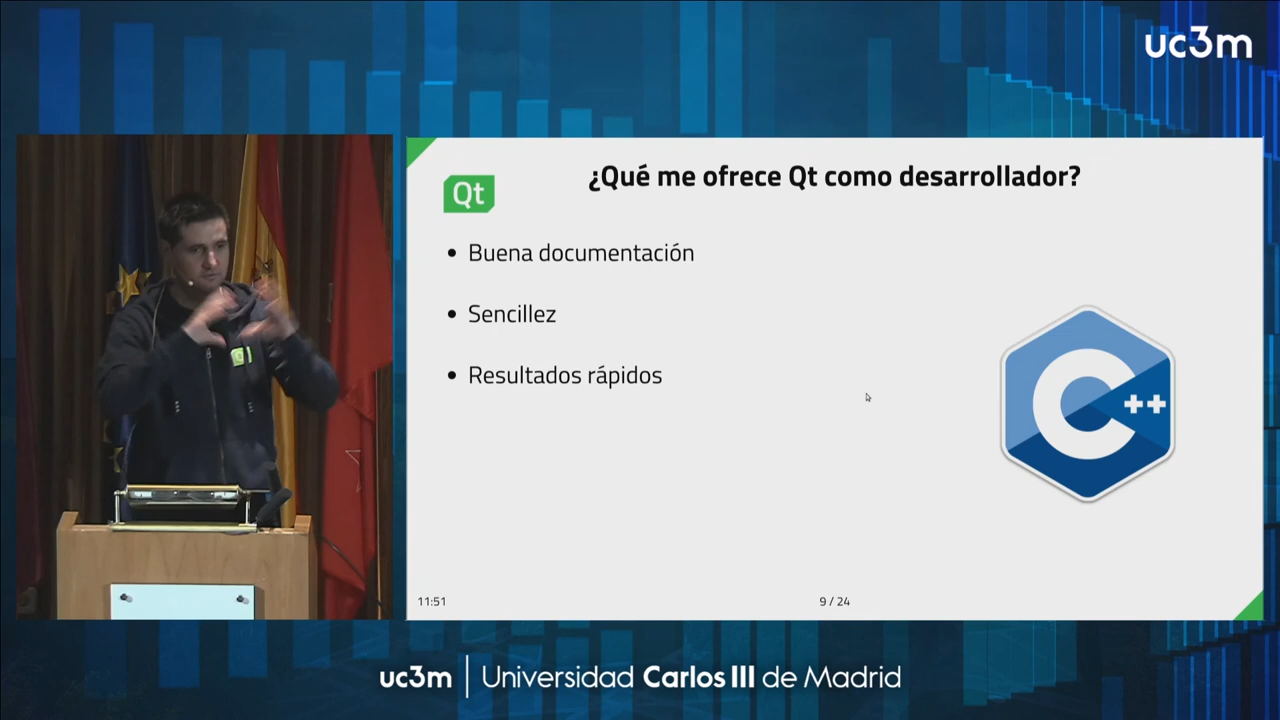 uc3m
¿Qué me ofrece Qt como desarrollador?
Qt
• Buena documentación
• Sencillez
• Resultados rápidos
C++
11:51
9 / 24
uc3m | Universidad Carlos III de Madrid